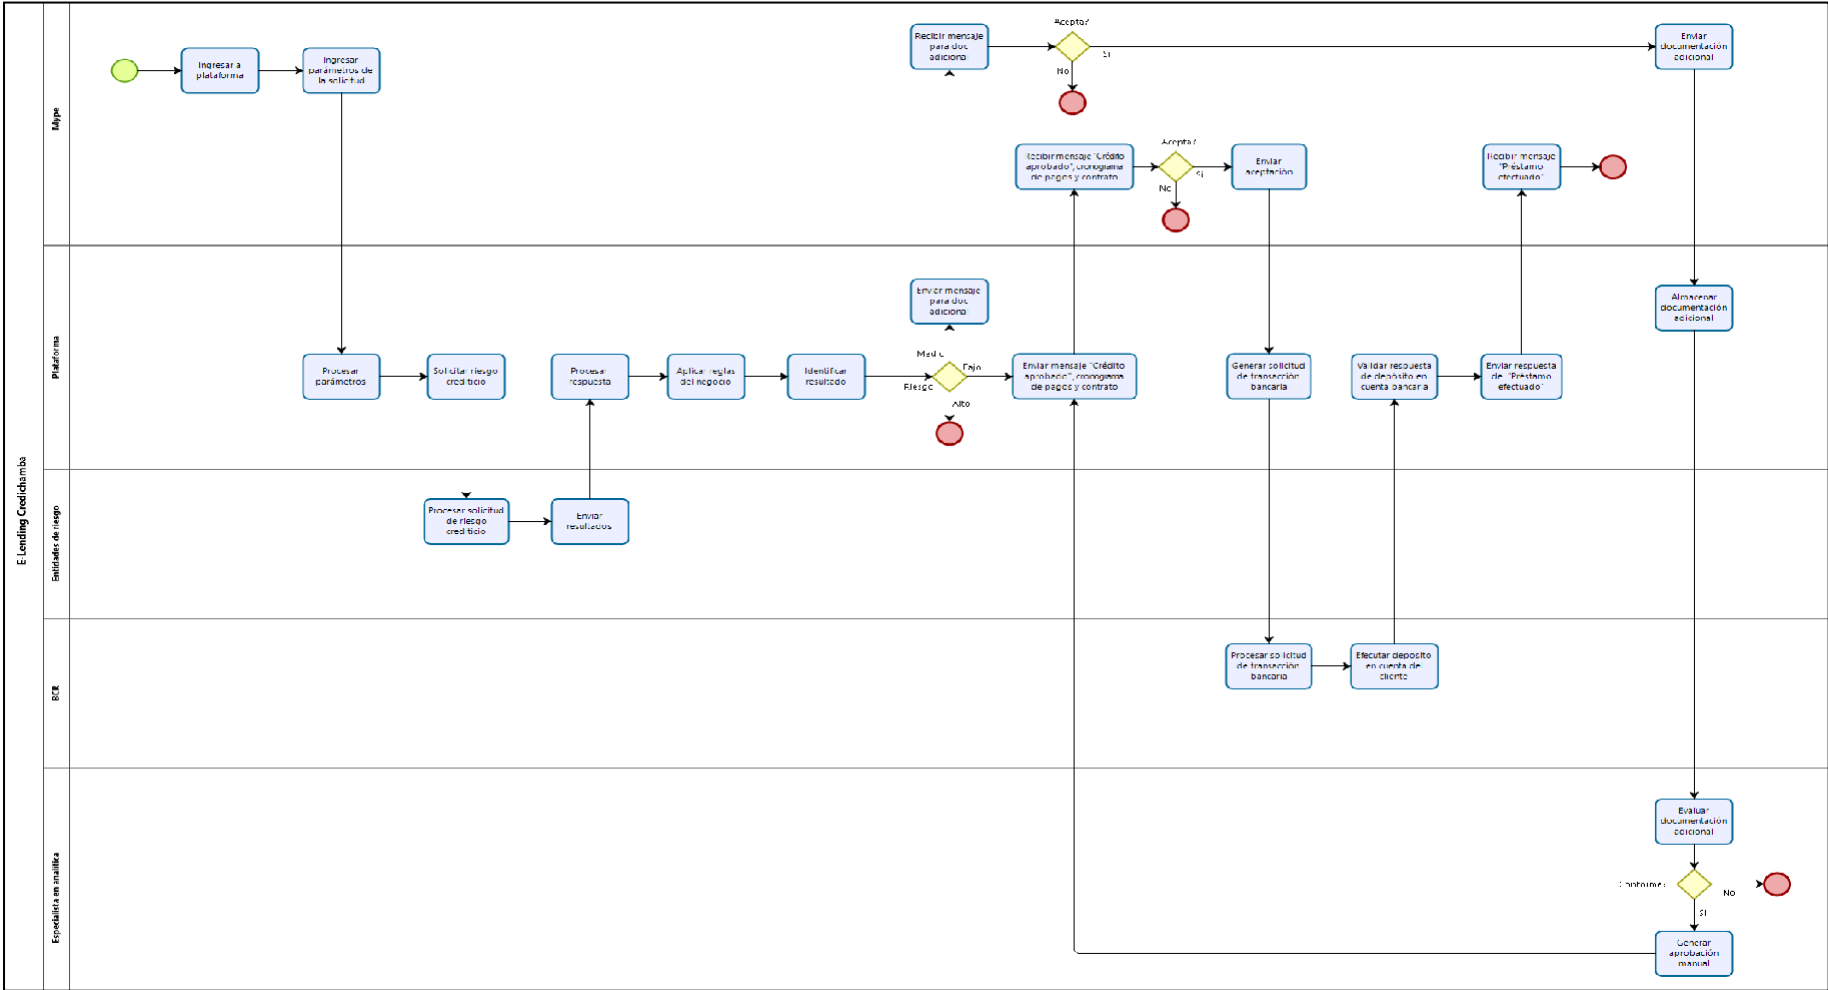 E-Lending Credichamba
Mype
Ingresar a
plataforma
Ingresar
parámetros de
la solicitud
Recibir mensaje
para doc
adicional
Acepta?
Si
No
Enviar
documentación
adicional
Recibir mensaje "Crédito
aprobado", cronograma
de pagos y contrato
Acepta?
Si
No
Enviar
aceptación
Recibir mensaje
"Préstamo
efectuado"
Plataforma
Enviar mensaje
para doc
adicional
Almacenar
documentación
adicional
Procesar
parámetros
Solicitar riesgo
crediticio
Procesar
respuesta
Aplicar reglas
del negocio
Identificar
resultado
Medio
Bajo
Riesgo
Alto
Enviar mensaje "Crédito
aprobado", cronograma
de pagos y contrato
Generar solicitud
de transacción
bancaria
Validar respuesta
de depósito en
cuenta bancaria
Enviar respuesta
de "Préstamo
efectuado"
Entidades de riesgo
Procesar solicitud
de riesgo
crediticio
Enviar
resultados
BCR
Procesar solicitud
de transacción
bancaria
Efecutar deposito
en cuenta del
cliente
Especialista en analítica
Evaluar
documentación
adicional
Conforme?
No
Si
Generar
aprobación
manual